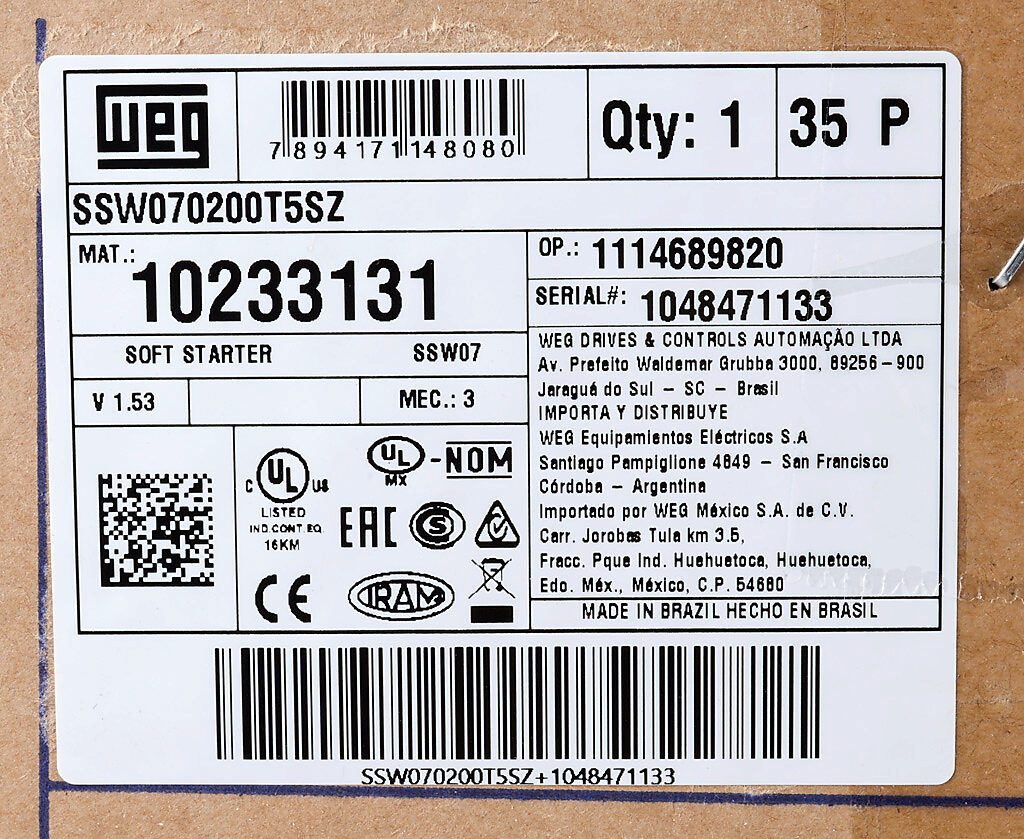 weg
7894171148080
Qty: 1
35 P
SSW070200T5SZ
MAT.: 10233131
OP.: 1114689820
SERIAL#: 1048471133
SOFT STARTER SSW07
V 1.53
MEC.: 3
WEG DRIVES & CONTROLS AUTOMAÇÃO LTDA
Av. Prefeito Waldemar Grubba 3000, 89256-900
Jaraguá do Sul - SC - Brasil
IMPORTA Y DISTRIBUYE
WEG Equipamientos Eléctricos S.A
Santiago Pampiglione 4849 - San Francisco
Córdoba - Argentina
Importado por WEG México S.A. de C.V.
Carr. Jorobas Tula km 3.5,
Fracc. Pque Ind. Huehuetoca, Huehuetoca,
Edo. Méx., México, C.P. 54680
MADE IN BRAZIL HECHO EN BRASIL
C UL US
LISTED
IND.CONT.EQ.
16KM
UL
MX
-NOM
EAC
S
CE
IRAM
SSW070200T5SZ+1048471133